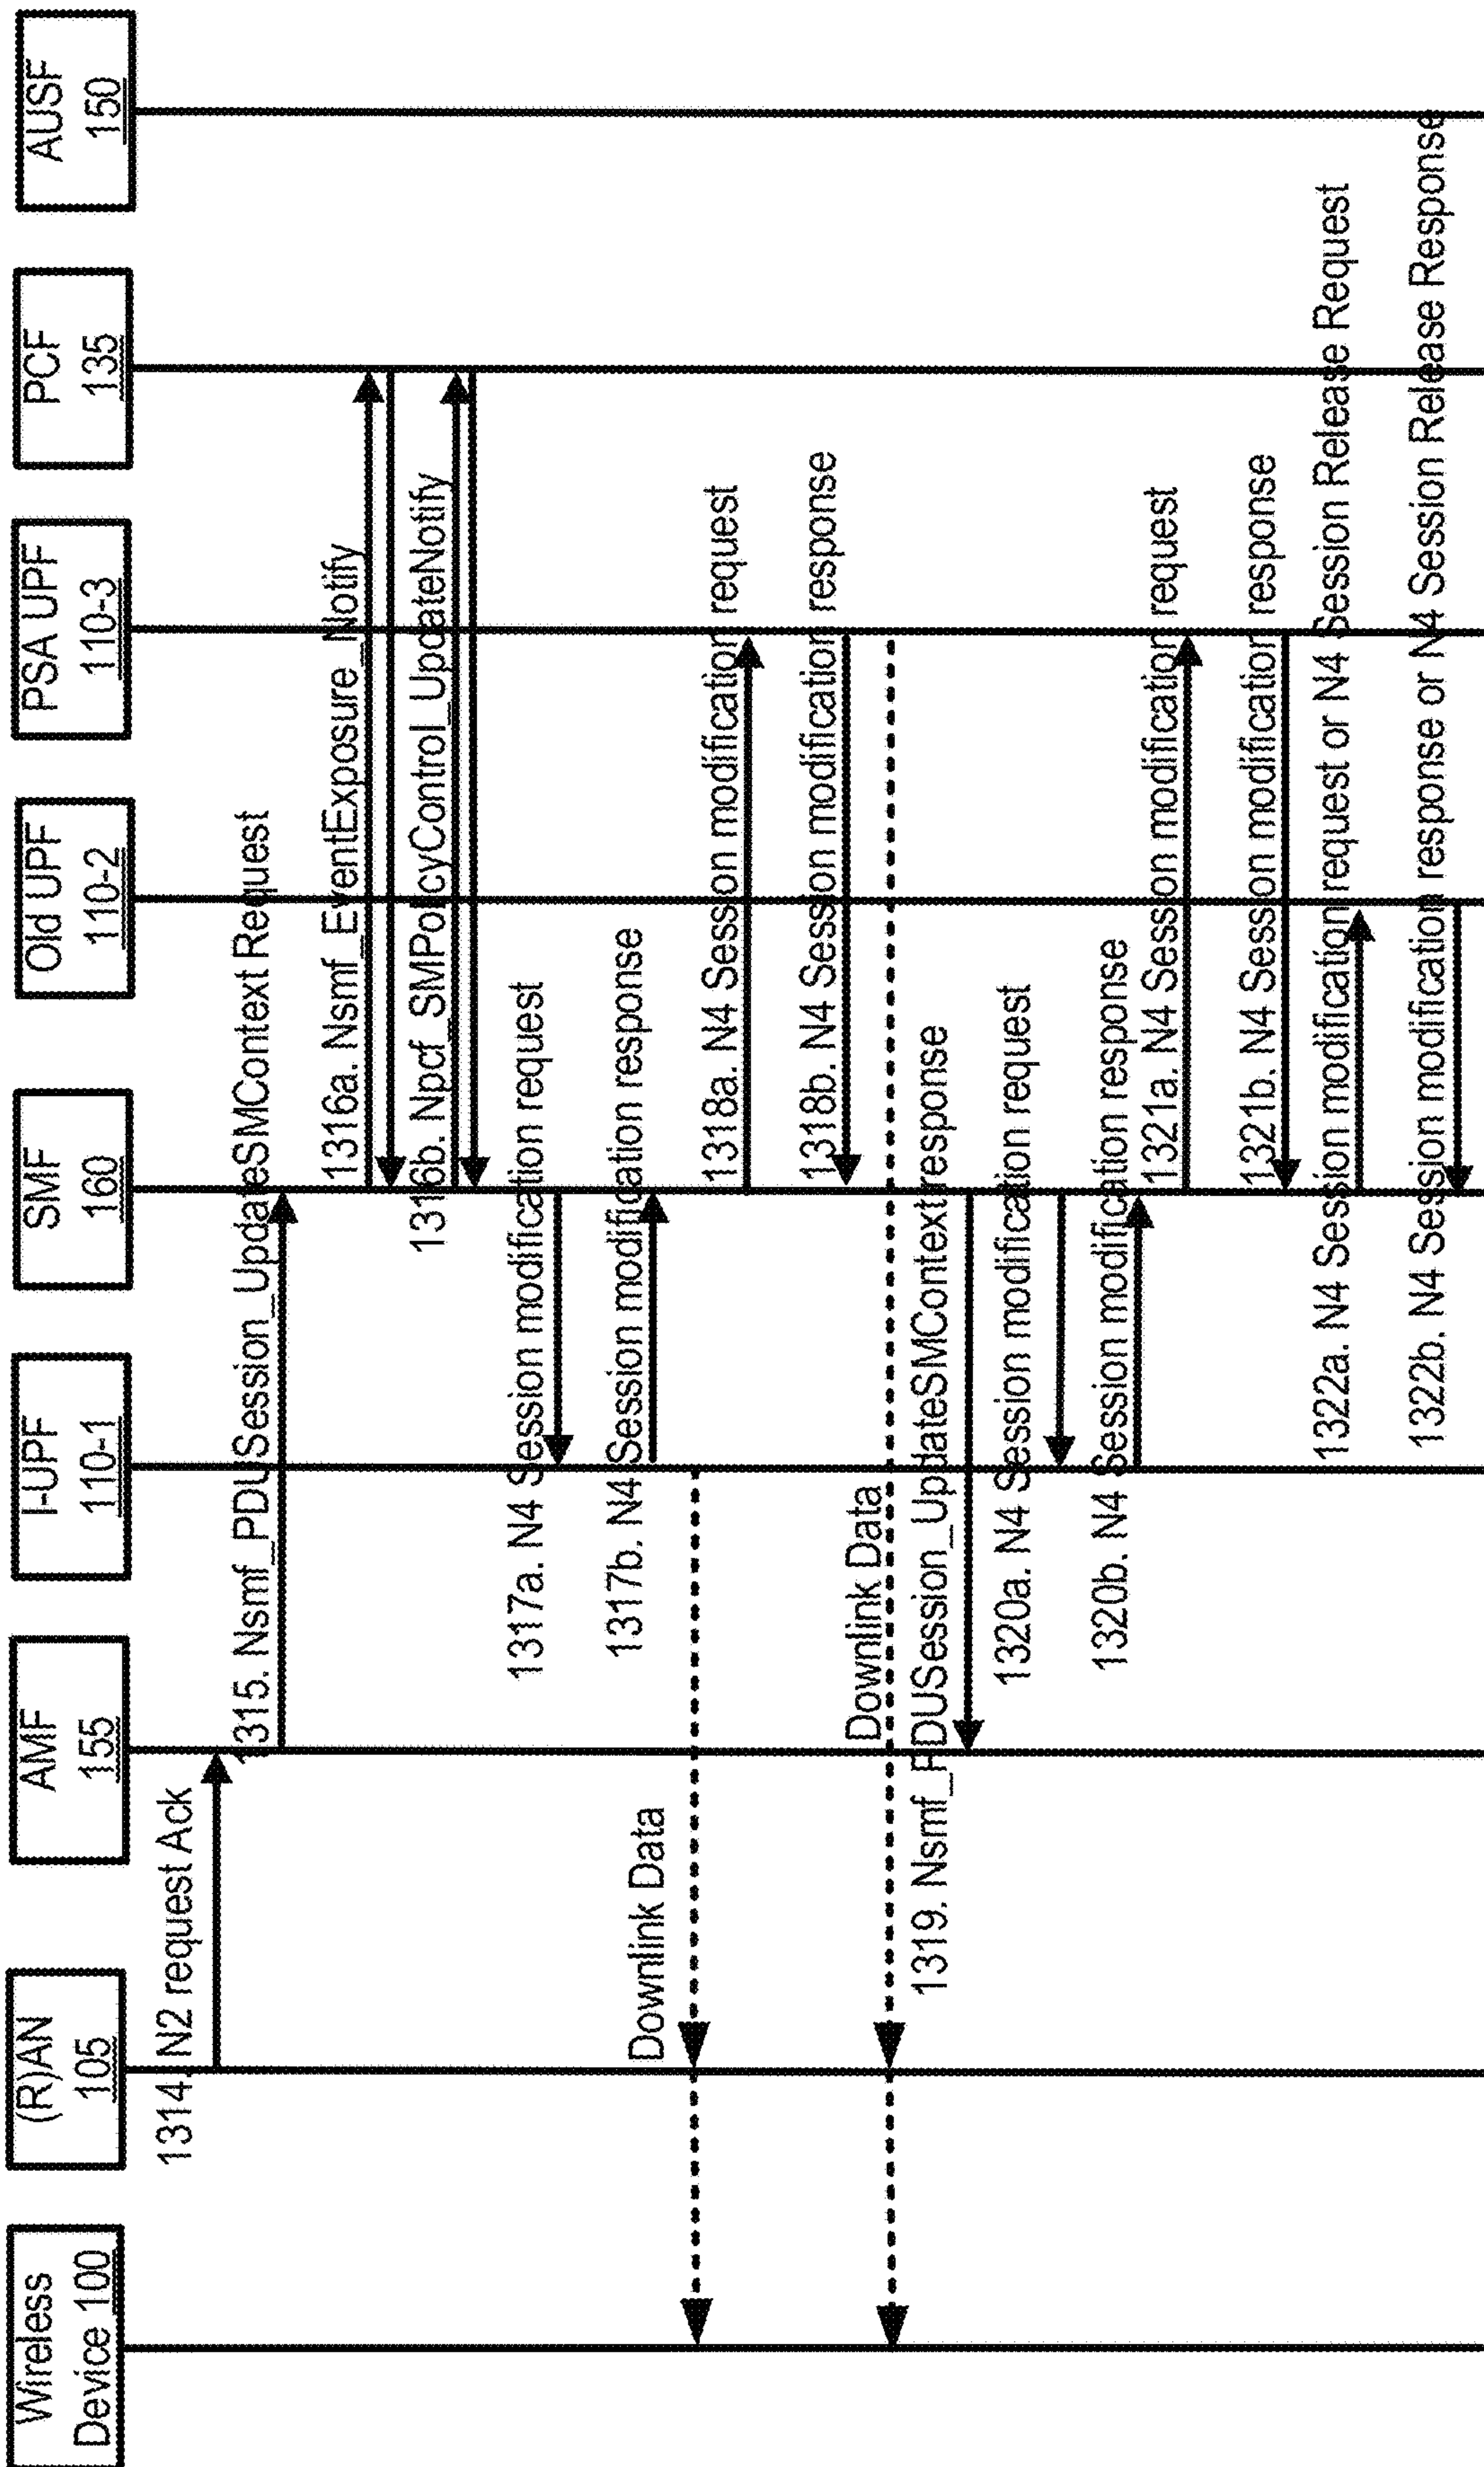 Wireless
Device 100
(R)AN
105
AMF
155
I-UPF
110-1
SMF
160
Old UPF
110-2
PSA UPF
110-3
PCF
135
AUSF
150
1314. N2 request Ack
1315. Nsmf_PDUSession_UpdateSMContext Request
1316a. Nsmf_EventExposure_Notify
1316b. Npcf_SMPolicyControl_UpdateNotify
1317a. N4 Session modification request
1317b. N4 Session modification response
Downlink Data
1318a. N4 Session modification request
1318b. N4 Session modification response
Downlink Data
1319. Nsmf_PDUSession_UpdateSMContext response
1320a. N4 Session modification request
1320b. N4 Session modification response
1321a. N4 Session modification request
1321b. N4 Session modification response
1322a. N4 Session modification request or N4 Session Release Request
1322b. N4 Session modification response or N4 Session Release Response